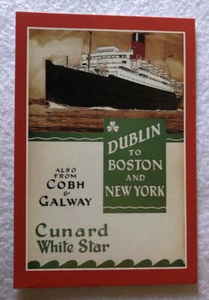 DUBLIN
TO
BOSTON
AND
NEW YORK
ALSO
FROM
COBH
&
GALWAY
Cunard
White Star